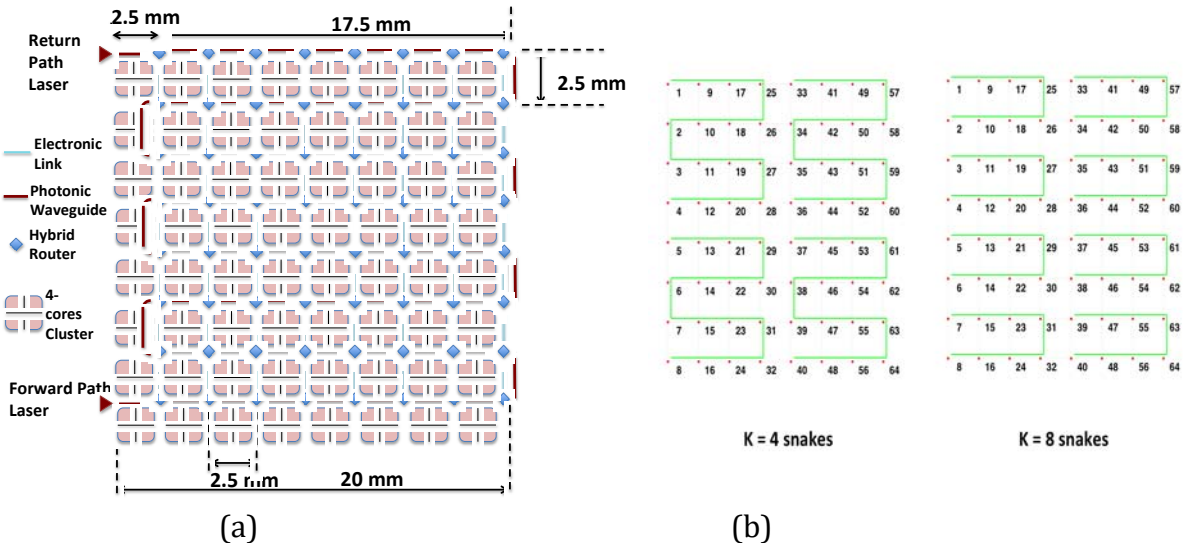 2.5 mm
17.5 mm
Return
Path
Laser
2.5 mm
Electronic
Link
Photonic
Waveguide
Hybrid
Router
4-
cores
Cluster
Forward Path
Laser
2.5 mm
20 mm
(a)
1 9 17 25 33 41 49 57
2 10 18 26 34 42 50 58
3 11 19 27 35 43 51 59
4 12 20 28 36 44 52 60
5 13 21 29 37 45 53 61
6 14 22 30 38 46 54 62
7 15 23 31 39 47 55 63
8 16 24 32 40 48 56 64
K = 4 snakes
1 9 17 25 33 41 49 57
2 10 18 26 34 42 50 58
3 11 19 27 35 43 51 59
4 12 20 28 36 44 52 60
5 13 21 29 37 45 53 61
6 14 22 30 38 46 54 62
7 15 23 31 39 47 55 63
8 16 24 32 40 48 56 64
K = 8 snakes
(b)